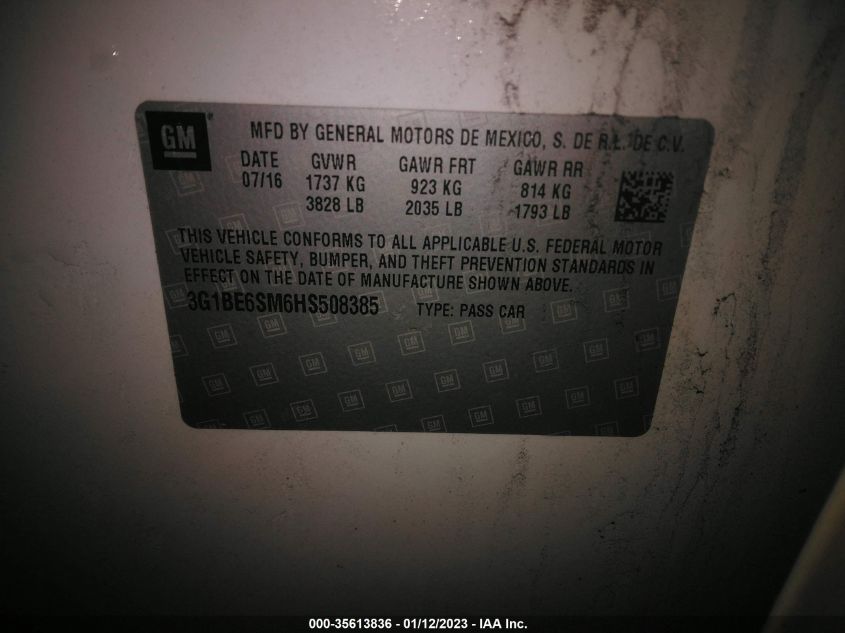 GM
MFD BY GENERAL MOTORS DE MEXICO, S. DE R.L. DE C.V.
DATE GVWR GAWR FRT GAWR RR
07/16 1737 KG 923 KG 814 KG
3828 LB 2035 LB 1793 LB
THIS VEHICLE CONFORMS TO ALL APPLICABLE U.S. FEDERAL MOTOR
VEHICLE SAFETY, BUMPER, AND THEFT PREVENTION STANDARDS IN
EFFECT ON THE DATE OF MANUFACTURE SHOWN ABOVE.
3G1BE6SM6HS508385 TYPE: PASS CAR
000-35613836 - 01/12/2023 - IAA Inc.